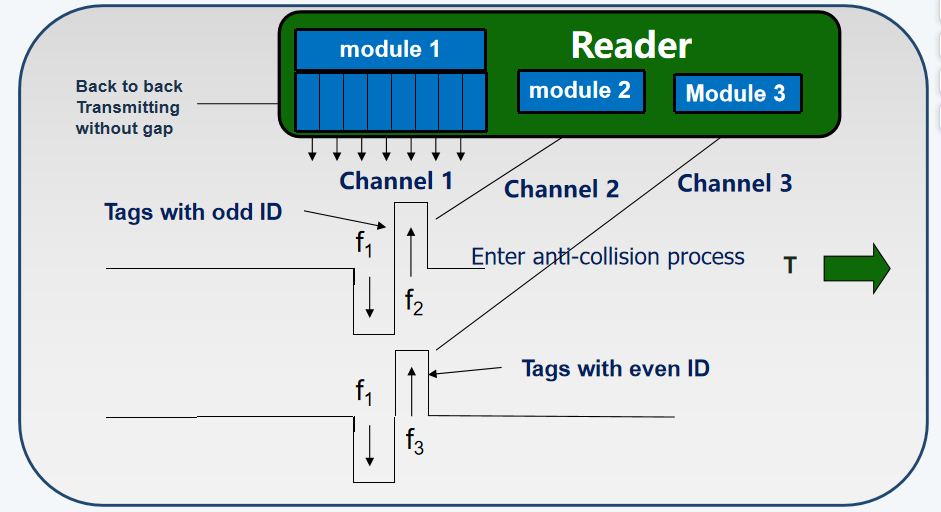 Reader
module 1
module 2
Module 3
Back to back
Transmitting
without gap
Channel 1
Channel 2
Channel 3
Tags with odd ID
f1
f2
Enter anti-collision process
T
Tags with even ID
f1
f3